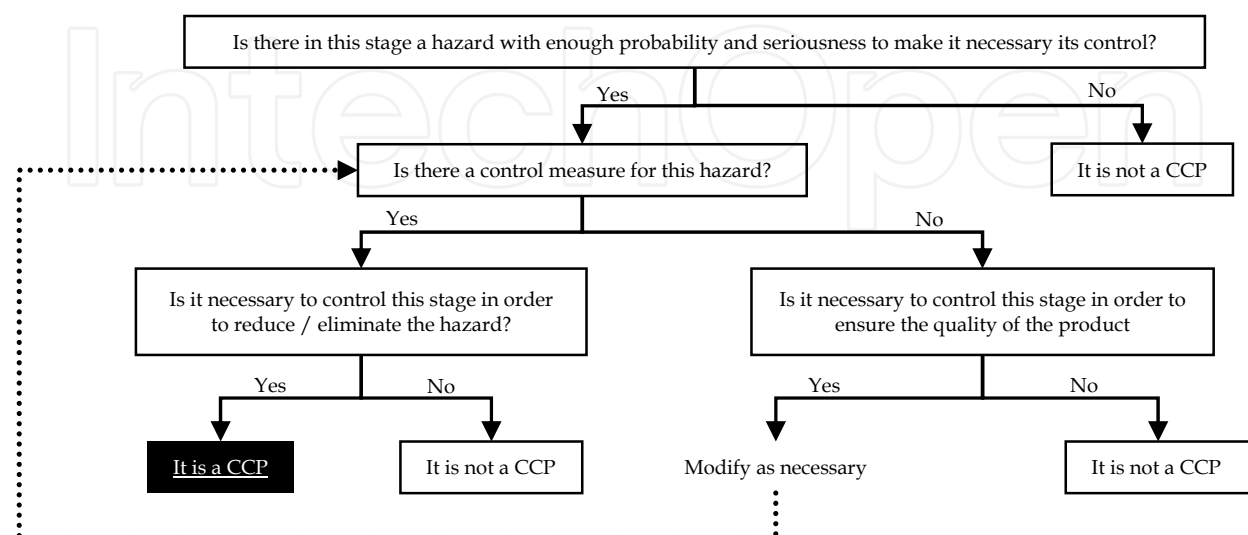 IntechOpen
Is there in this stage a hazard with enough probability and seriousness to make it necessary its control?
Yes
No
Is there a control measure for this hazard?
It is not a CCP
Yes
No
Is it necessary to control this stage in order
to reduce / eliminate the hazard?
Is it necessary to control this stage in order to
ensure the quality of the product
Yes
No
Yes
No
It is a CCP
It is not a CCP
Modify as necessary
It is not a CCP